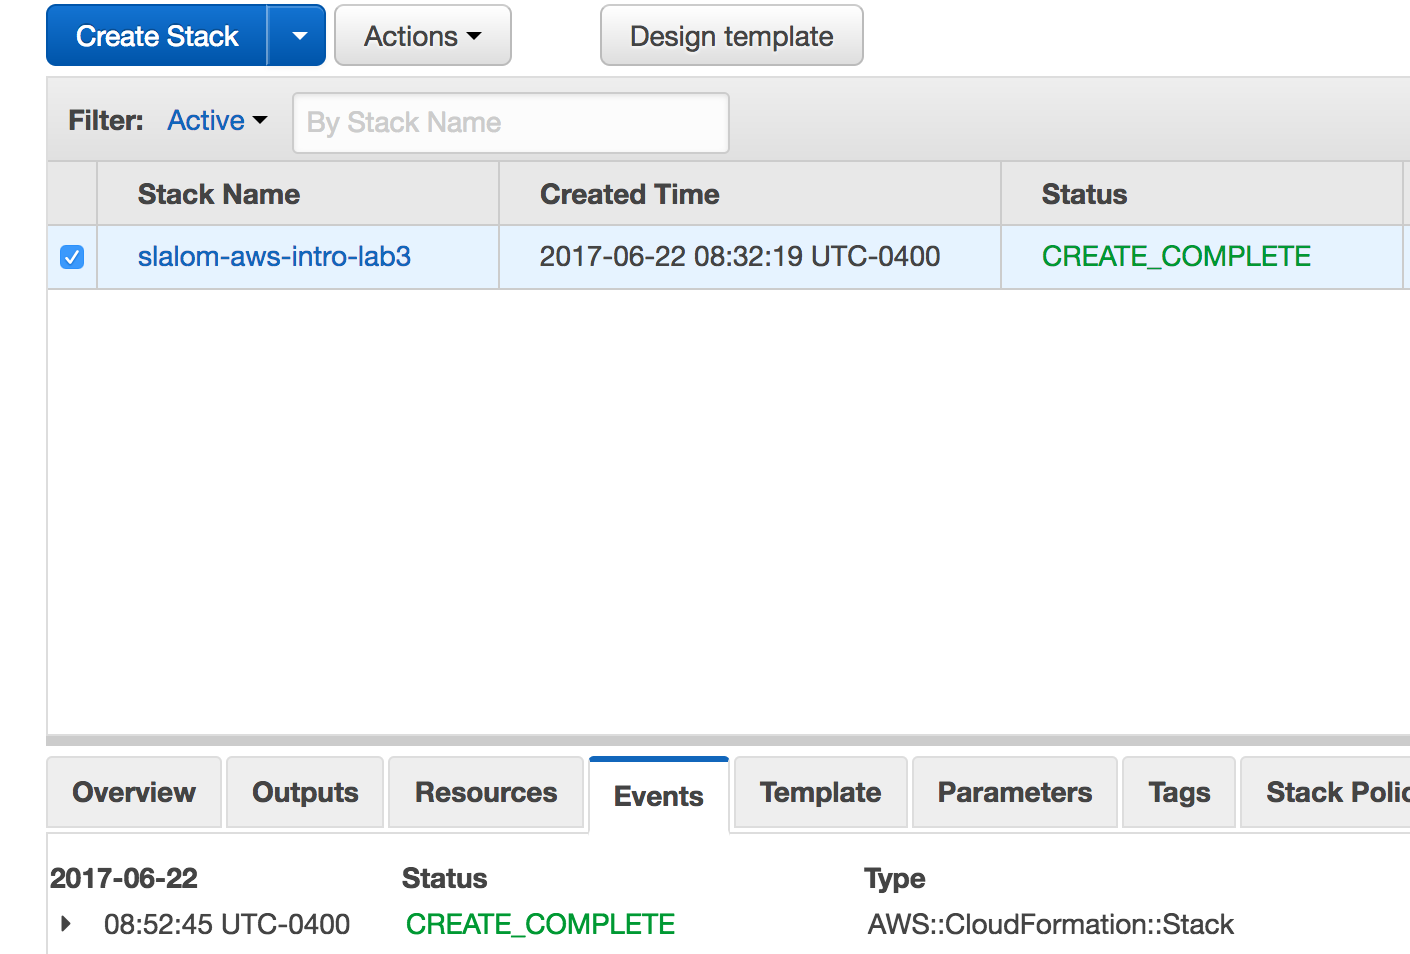 Create Stack Actions Design template
Filter: Active By Stack Name
Stack Name Created Time Status
slalom-aws-intro-lab3 2017-06-22 08:32:19 UTC-0400 CREATE_COMPLETE
Overview Outputs Resources Events Template Parameters Tags Stack Polic
2017-06-22 Status Type
08:52:45 UTC-0400 CREATE_COMPLETE AWS::CloudFormation::Stack